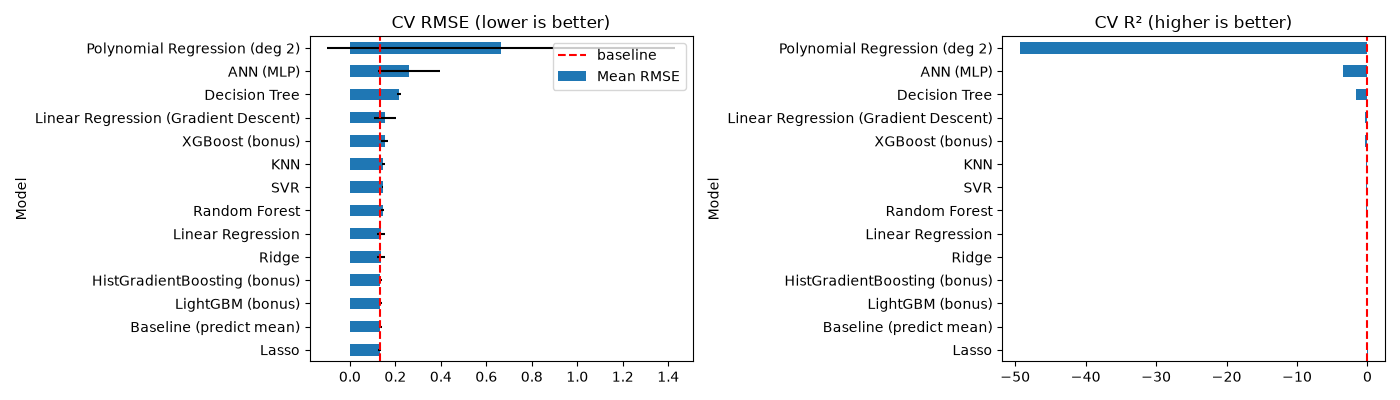 CV RMSE (lower is better)
Model
Polynomial Regression (deg 2)
ANN (MLP)
Decision Tree
Linear Regression (Gradient Descent)
XGBoost (bonus)
KNN
SVR
Random Forest
Linear Regression
Ridge
HistGradientBoosting (bonus)
LightGBM (bonus)
Baseline (predict mean)
Lasso
baseline
Mean RMSE
0.0 0.2 0.4 0.6 0.8 1.0 1.2 1.4
CV R² (higher is better)
Model
Polynomial Regression (deg 2)
ANN (MLP)
Decision Tree
Linear Regression (Gradient Descent)
XGBoost (bonus)
KNN
SVR
Random Forest
Linear Regression
Ridge
HistGradientBoosting (bonus)
LightGBM (bonus)
Baseline (predict mean)
Lasso
−50 −40 −30 −20 −10 0